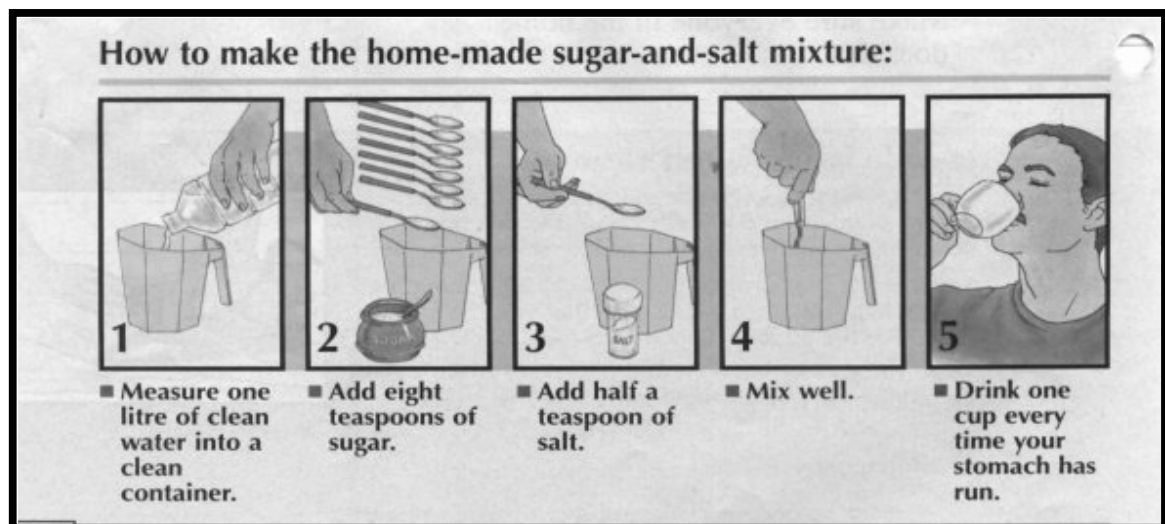 How to make the home-made sugar-and-salt mixture:
1
■ Measure one
litre of clean
water into a
clean
container.
2
SUGAR
■ Add eight
teaspoons of
sugar.
3
SALT
■ Add half a
teaspoon of
salt.
4
■ Mix well.
5
■ Drink one
cup every
time your
stomach has
run.